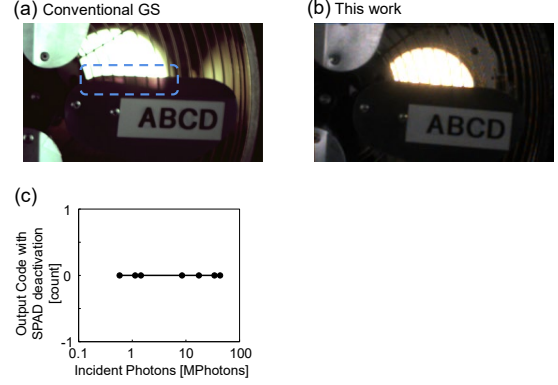 (a) Conventional GS
(b) This work
ABCD
ABCD
(c)
Output Code with
SPAD deactivation
[count]
1
0
-1
0.1
1
10
100
Incident Photons [MPhotons]